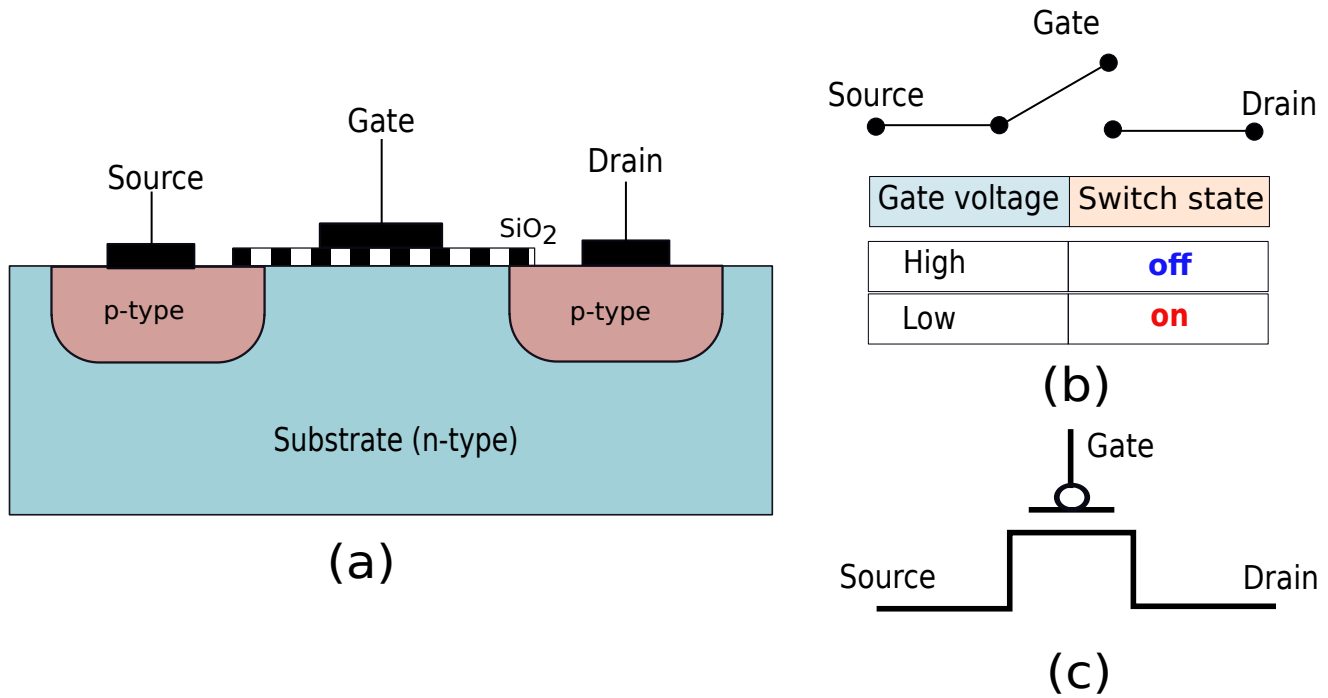 Gate
Source
Drain
SiO2
p-type
p-type
Substrate (n-type)
(a)
Gate
Source
Drain
Gate voltage Switch state
High off
Low on
(b)
Gate
Source
Drain
(c)